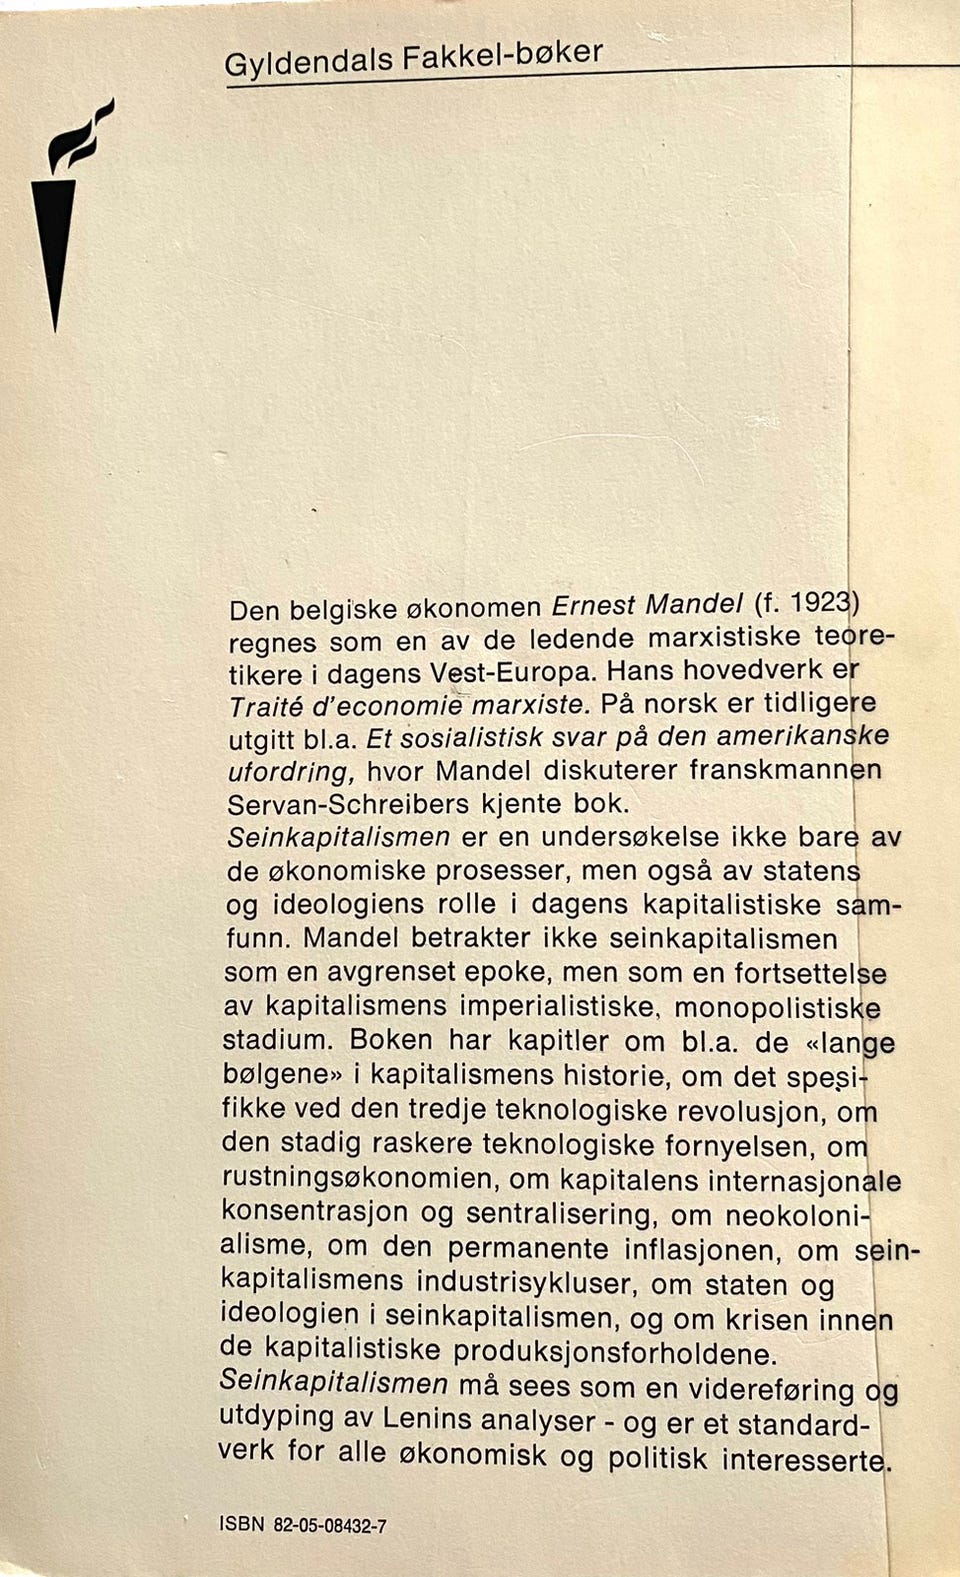 Gyldendals Fakkel-bøker
Den belgiske økonomen Ernest Mandel (f. 1923)
regnes som en av de ledende marxistiske teore-
tikere i dagens Vest-Europa. Hans hovedverk er
Traité d'economie marxiste. På norsk er tidligere
utgitt bl.a. Et sosialistisk svar på den amerikanske
ufordring, hvor Mandel diskuterer franskmannen
Servan-Schreibers kjente bok.
Seinkapitalismen er en undersøkelse ikke bare av
de økonomiske prosesser, men også av statens
og ideologiens rolle i dagens kapitalistiske sam-
funn. Mandel betrakter ikke seinkapitalismen
som en avgrenset epoke, men som en fortsettelse
av kapitalismens imperialistiske, monopolistiske
stadium. Boken har kapitler om bl.a. de «lange
bølgene» i kapitalismens historie, om det spesi-
fikke ved den tredje teknologiske revolusjon, om
den stadig raskere teknologiske fornyelsen, om
rustningsøkonomien, om kapitalens internasjonale
konsentrasjon og sentralisering, om neokoloni-
alisme, om den permanente inflasjonen, om sein-
kapitalismens industrisykluser, om staten og
ideologien i seinkapitalismen, og om krisen innen
de kapitalistiske produksjonsforholdene.
Seinkapitalismen må sees som en videreføring og
utdyping av Lenins analyser - og er et standard-
verk for alle økonomisk og politisk interesserte.
ISBN 82-05-08432-7